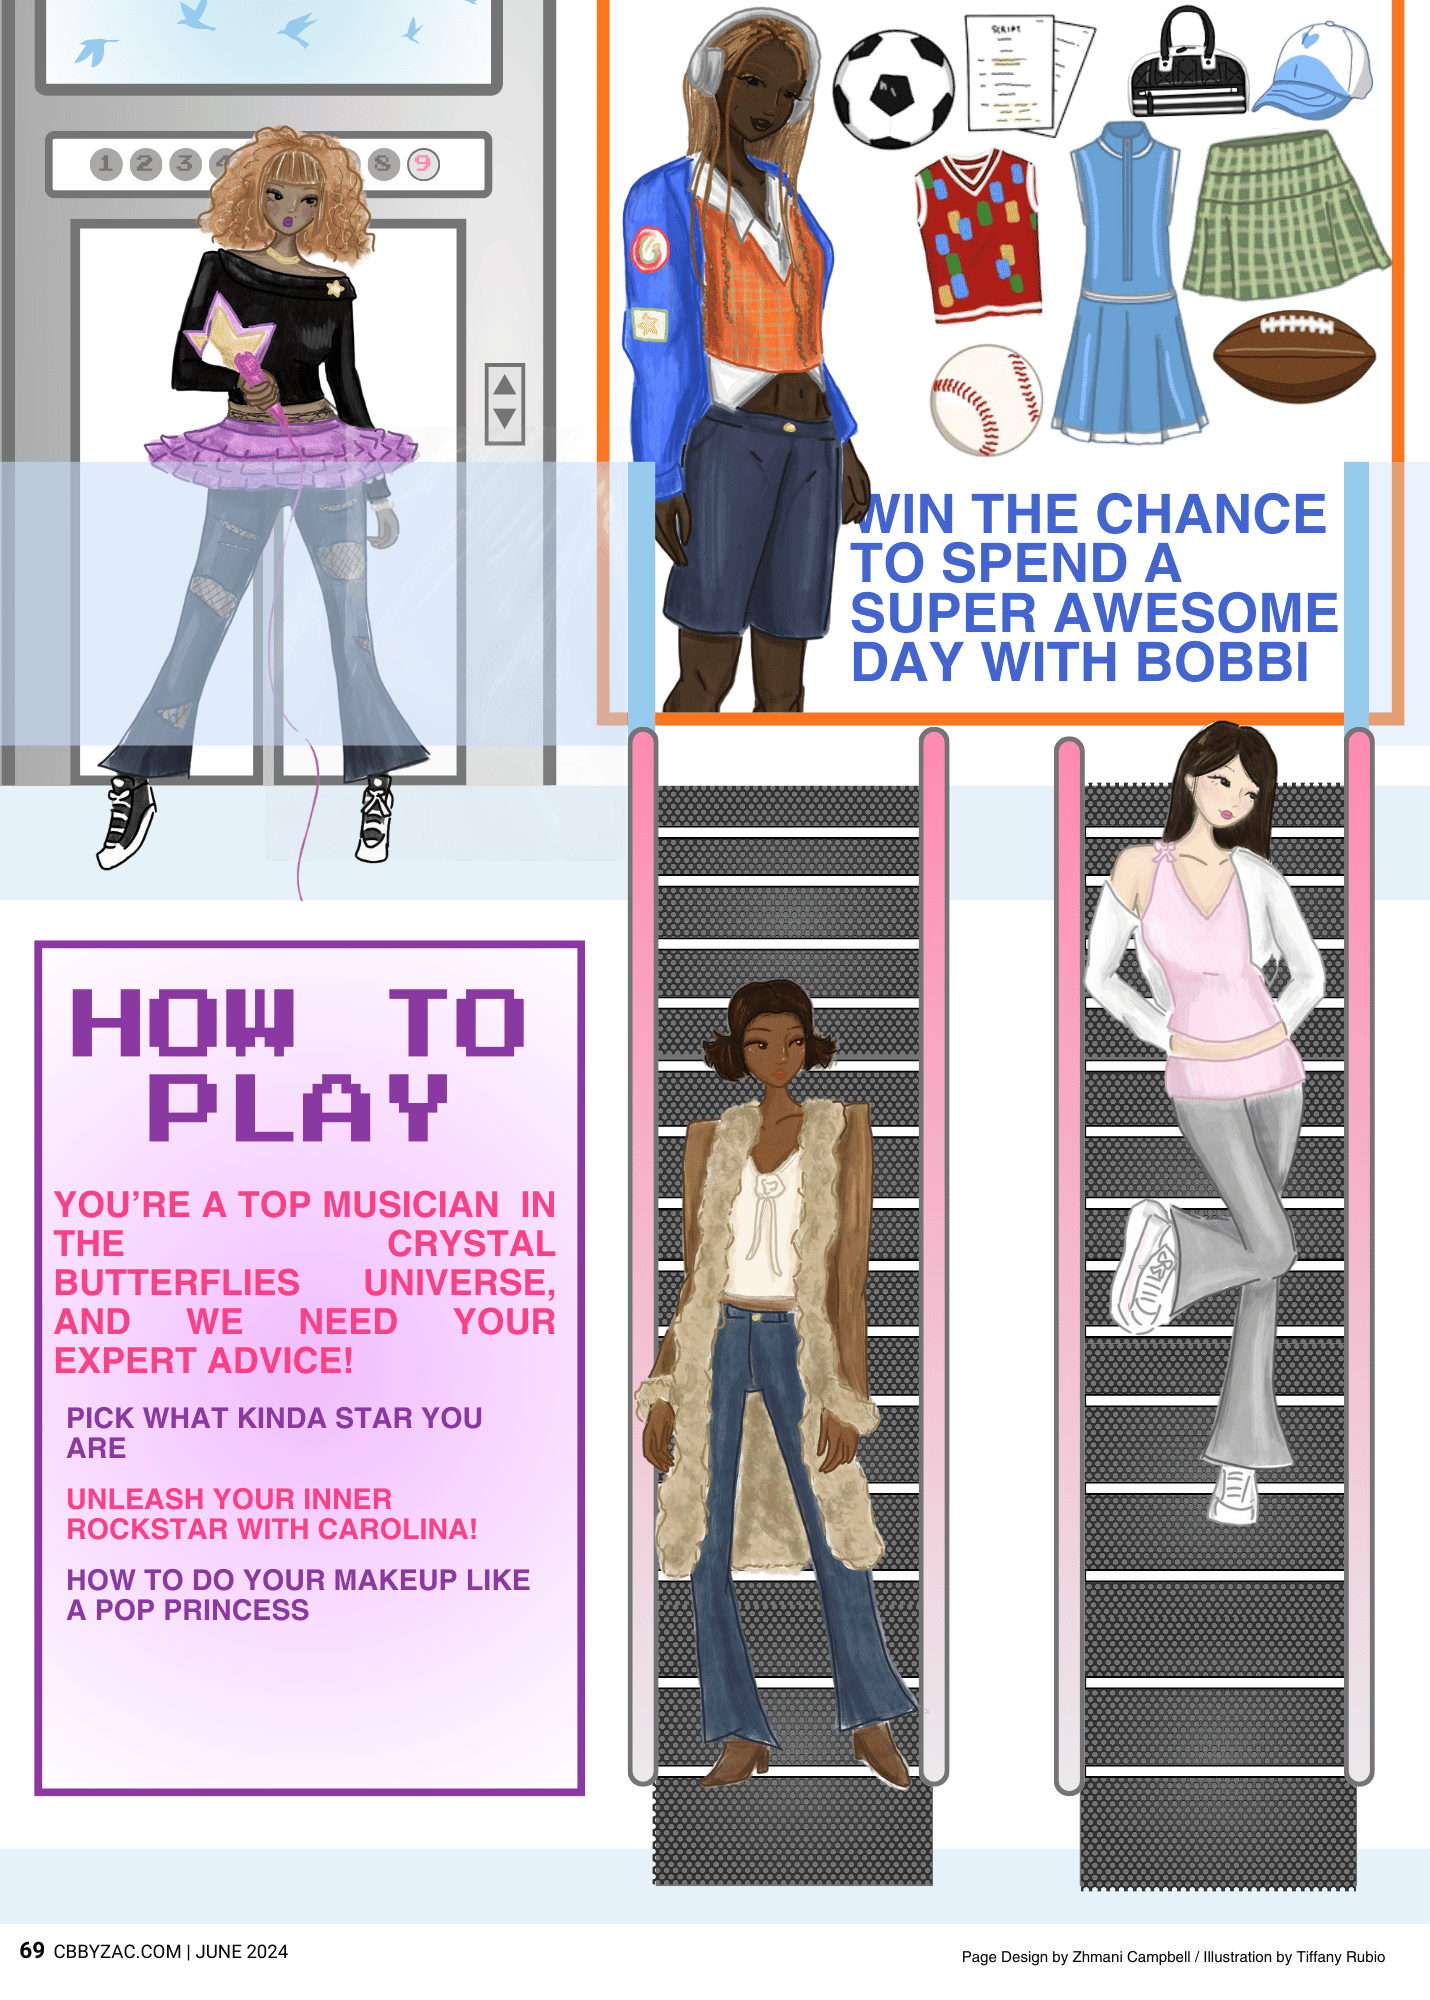 1 2 3 4 8 9
SCRIPT
WIN THE CHANCE
TO SPEND A
SUPER AWESOME
DAY WITH BOBBI
HOW TO
PLAY
YOU’RE A TOP MUSICIAN IN
THE CRYSTAL
BUTTERFLIES UNIVERSE,
AND WE NEED YOUR
EXPERT ADVICE!
PICK WHAT KINDA STAR YOU
ARE
UNLEASH YOUR INNER
ROCKSTAR WITH CAROLINA!
HOW TO DO YOUR MAKEUP LIKE
A POP PRINCESS
69 CBBYZAC.COM | JUNE 2024
Page Design by Zhmani Campbell / Illustration by Tiffany Rubio